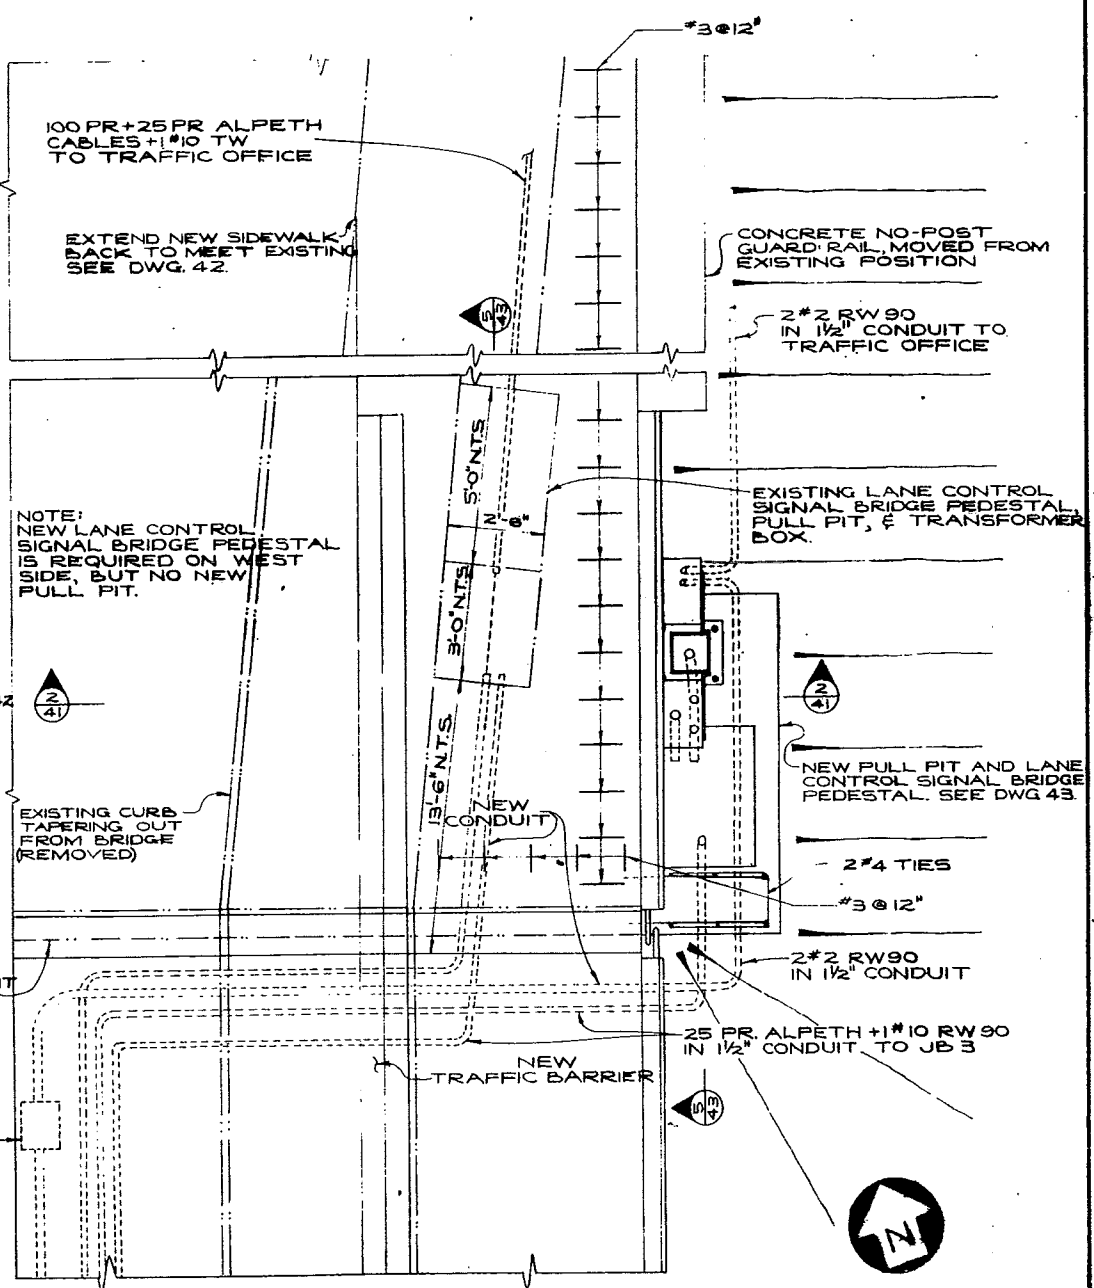 #3@12"
100 PR+25 PR ALPETH
CABLES+1#10 TW
TO TRAFFIC OFFICE
EXTEND NEW SIDEWALK
BACK TO MEET EXISTING
SEE DWG. 42.
CONCRETE NO-POST
GUARD RAIL, MOVED FROM
EXISTING POSITION
5
43
2#2 RW90
IN 1½" CONDUIT TO
TRAFFIC OFFICE
5'-0" N.T.S.
2'-6"
EXISTING LANE CONTROL
SIGNAL BRIDGE PEDESTAL,
PULL PIT, & TRANSFORMER
BOX.
NOTE:
NEW LANE CONTROL
SIGNAL BRIDGE PEDESTAL
IS REQUIRED ON WEST
SIDE, BUT NO NEW
PULL PIT.
3'-0" N.T.S.
2
41
2
41
13'-6" N.T.S.
NEW PULL PIT AND LANE
CONTROL SIGNAL BRIDGE
PEDESTAL. SEE DWG 43.
EXISTING CURB
TAPERING OUT
FROM BRIDGE
(REMOVED)
NEW
CONDUIT
2#4 TIES
#3 @ 12"
2#2 RW90
IN 1½" CONDUIT
25 PR. ALPETH +1#10 RW90
IN 1½" CONDUIT TO JB 3
NEW
TRAFFIC BARRIER
5
43
N